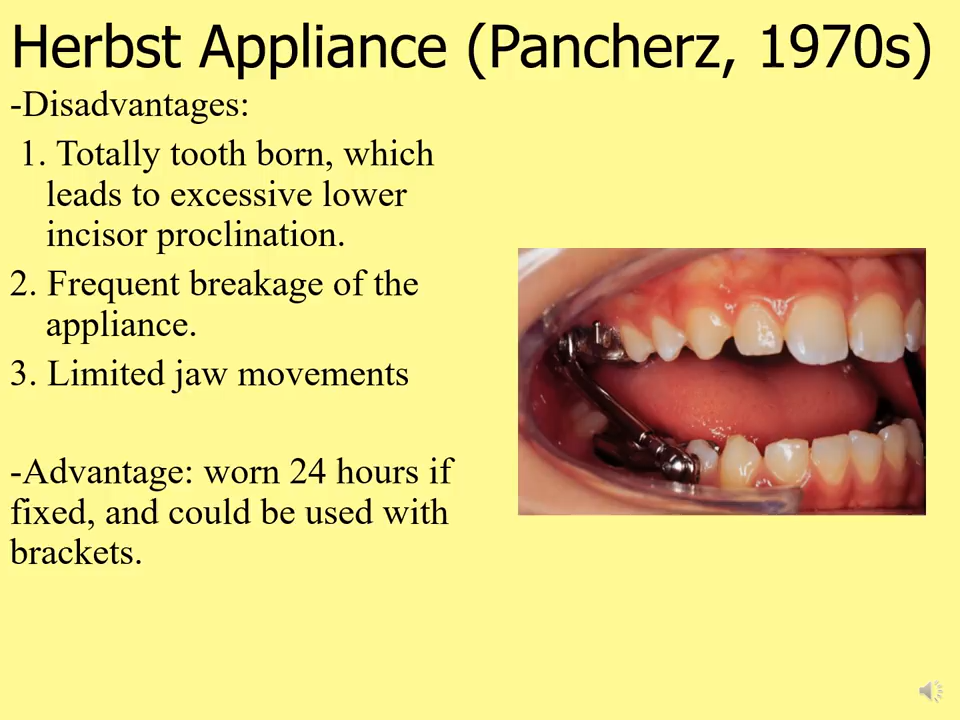 Herbst Appliance (Pancherz, 1970s)
-Disadvantages:
1. Totally tooth born, which
leads to excessive lower
incisor proclination.
2. Frequent breakage of the
appliance.
3. Limited jaw movements
-Advantage: worn 24 hours if
fixed, and could be used with
brackets.